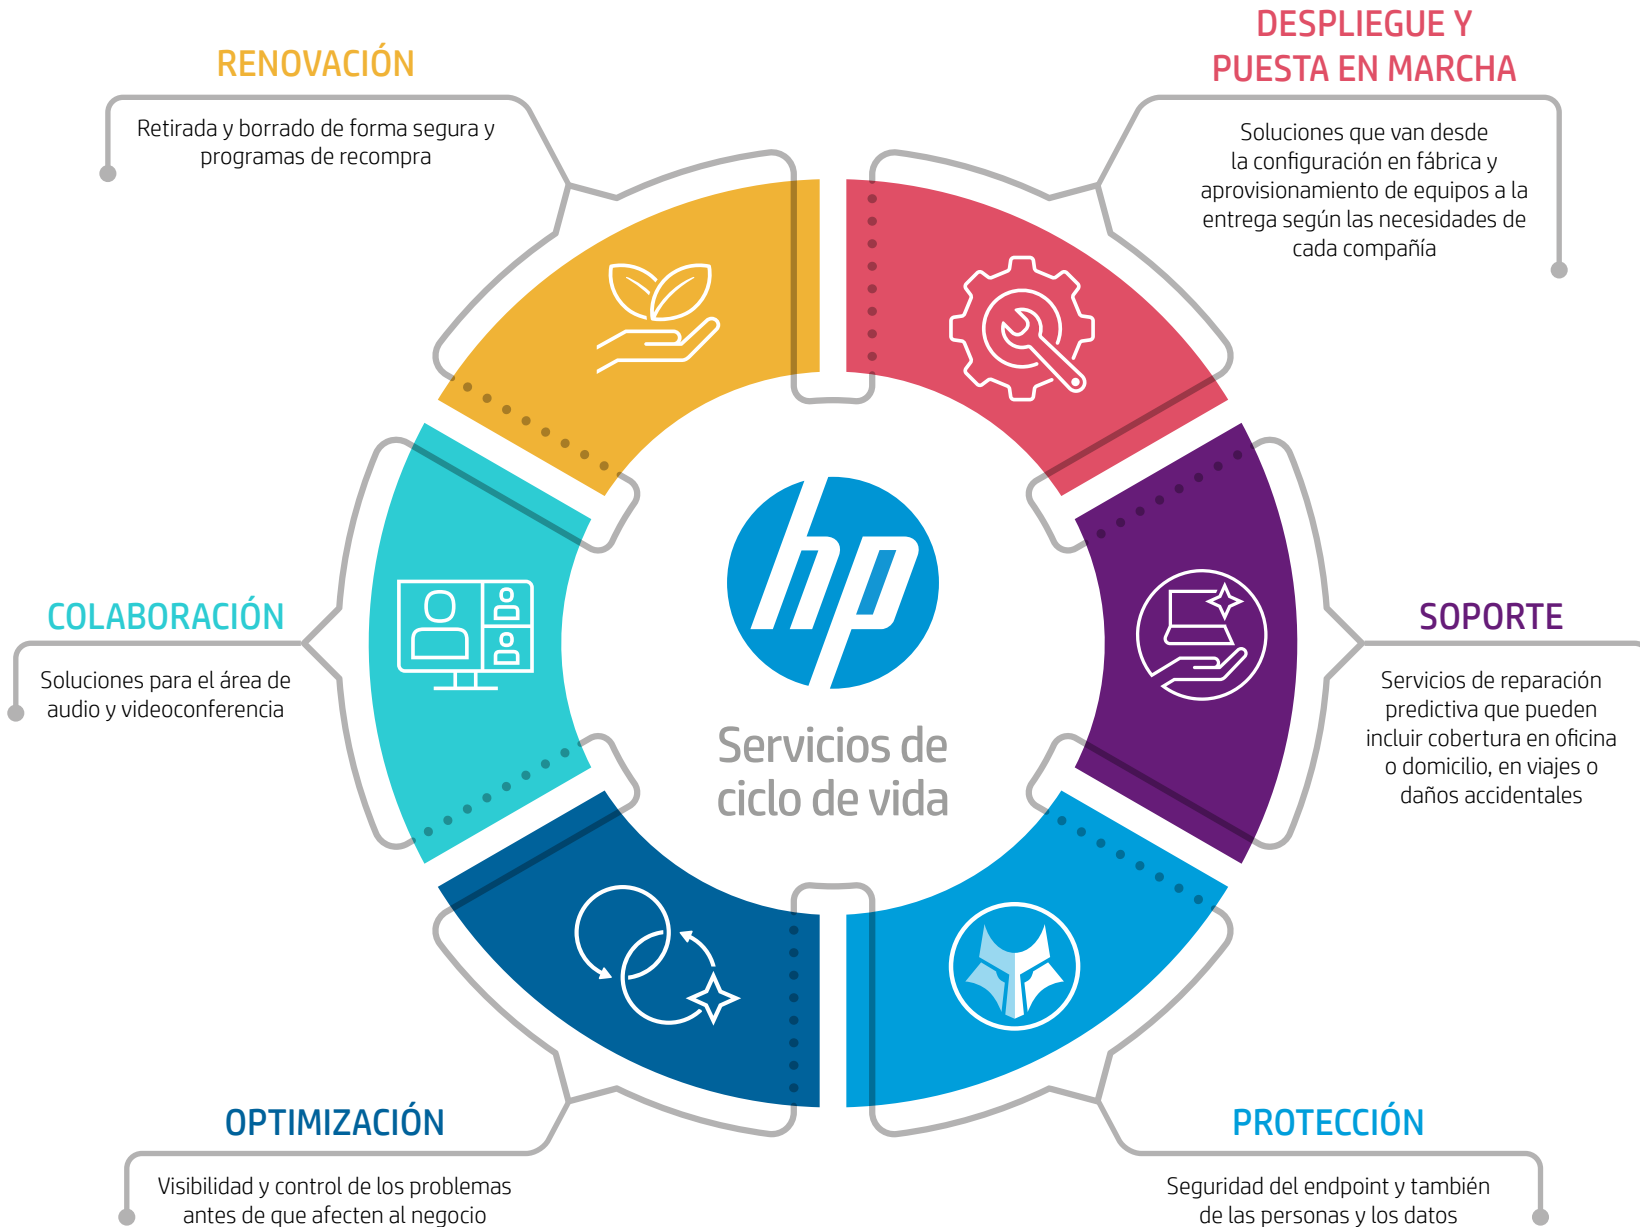 RENOVACIÓN
Retirada y borrado de forma segura y
programas de recompra
DESPLIEGUE Y
PUESTA EN MARCHA
Soluciones que van desde
la configuración en fábrica y
aprovisionamiento de equipos a la
entrega según las necesidades de
cada compañía
COLABORACIÓN
Soluciones para el área de
audio y videoconferencia
hp
Servicios de
ciclo de vida
SOPORTE
Servicios de reparación
predictiva que pueden
incluir cobertura en oficina
o domicilio, en viajes o
daños accidentales
OPTIMIZACIÓN
Visibilidad y control de los problemas
antes de que afecten al negocio
PROTECCIÓN
Seguridad del endpoint y también
de las personas y los datos